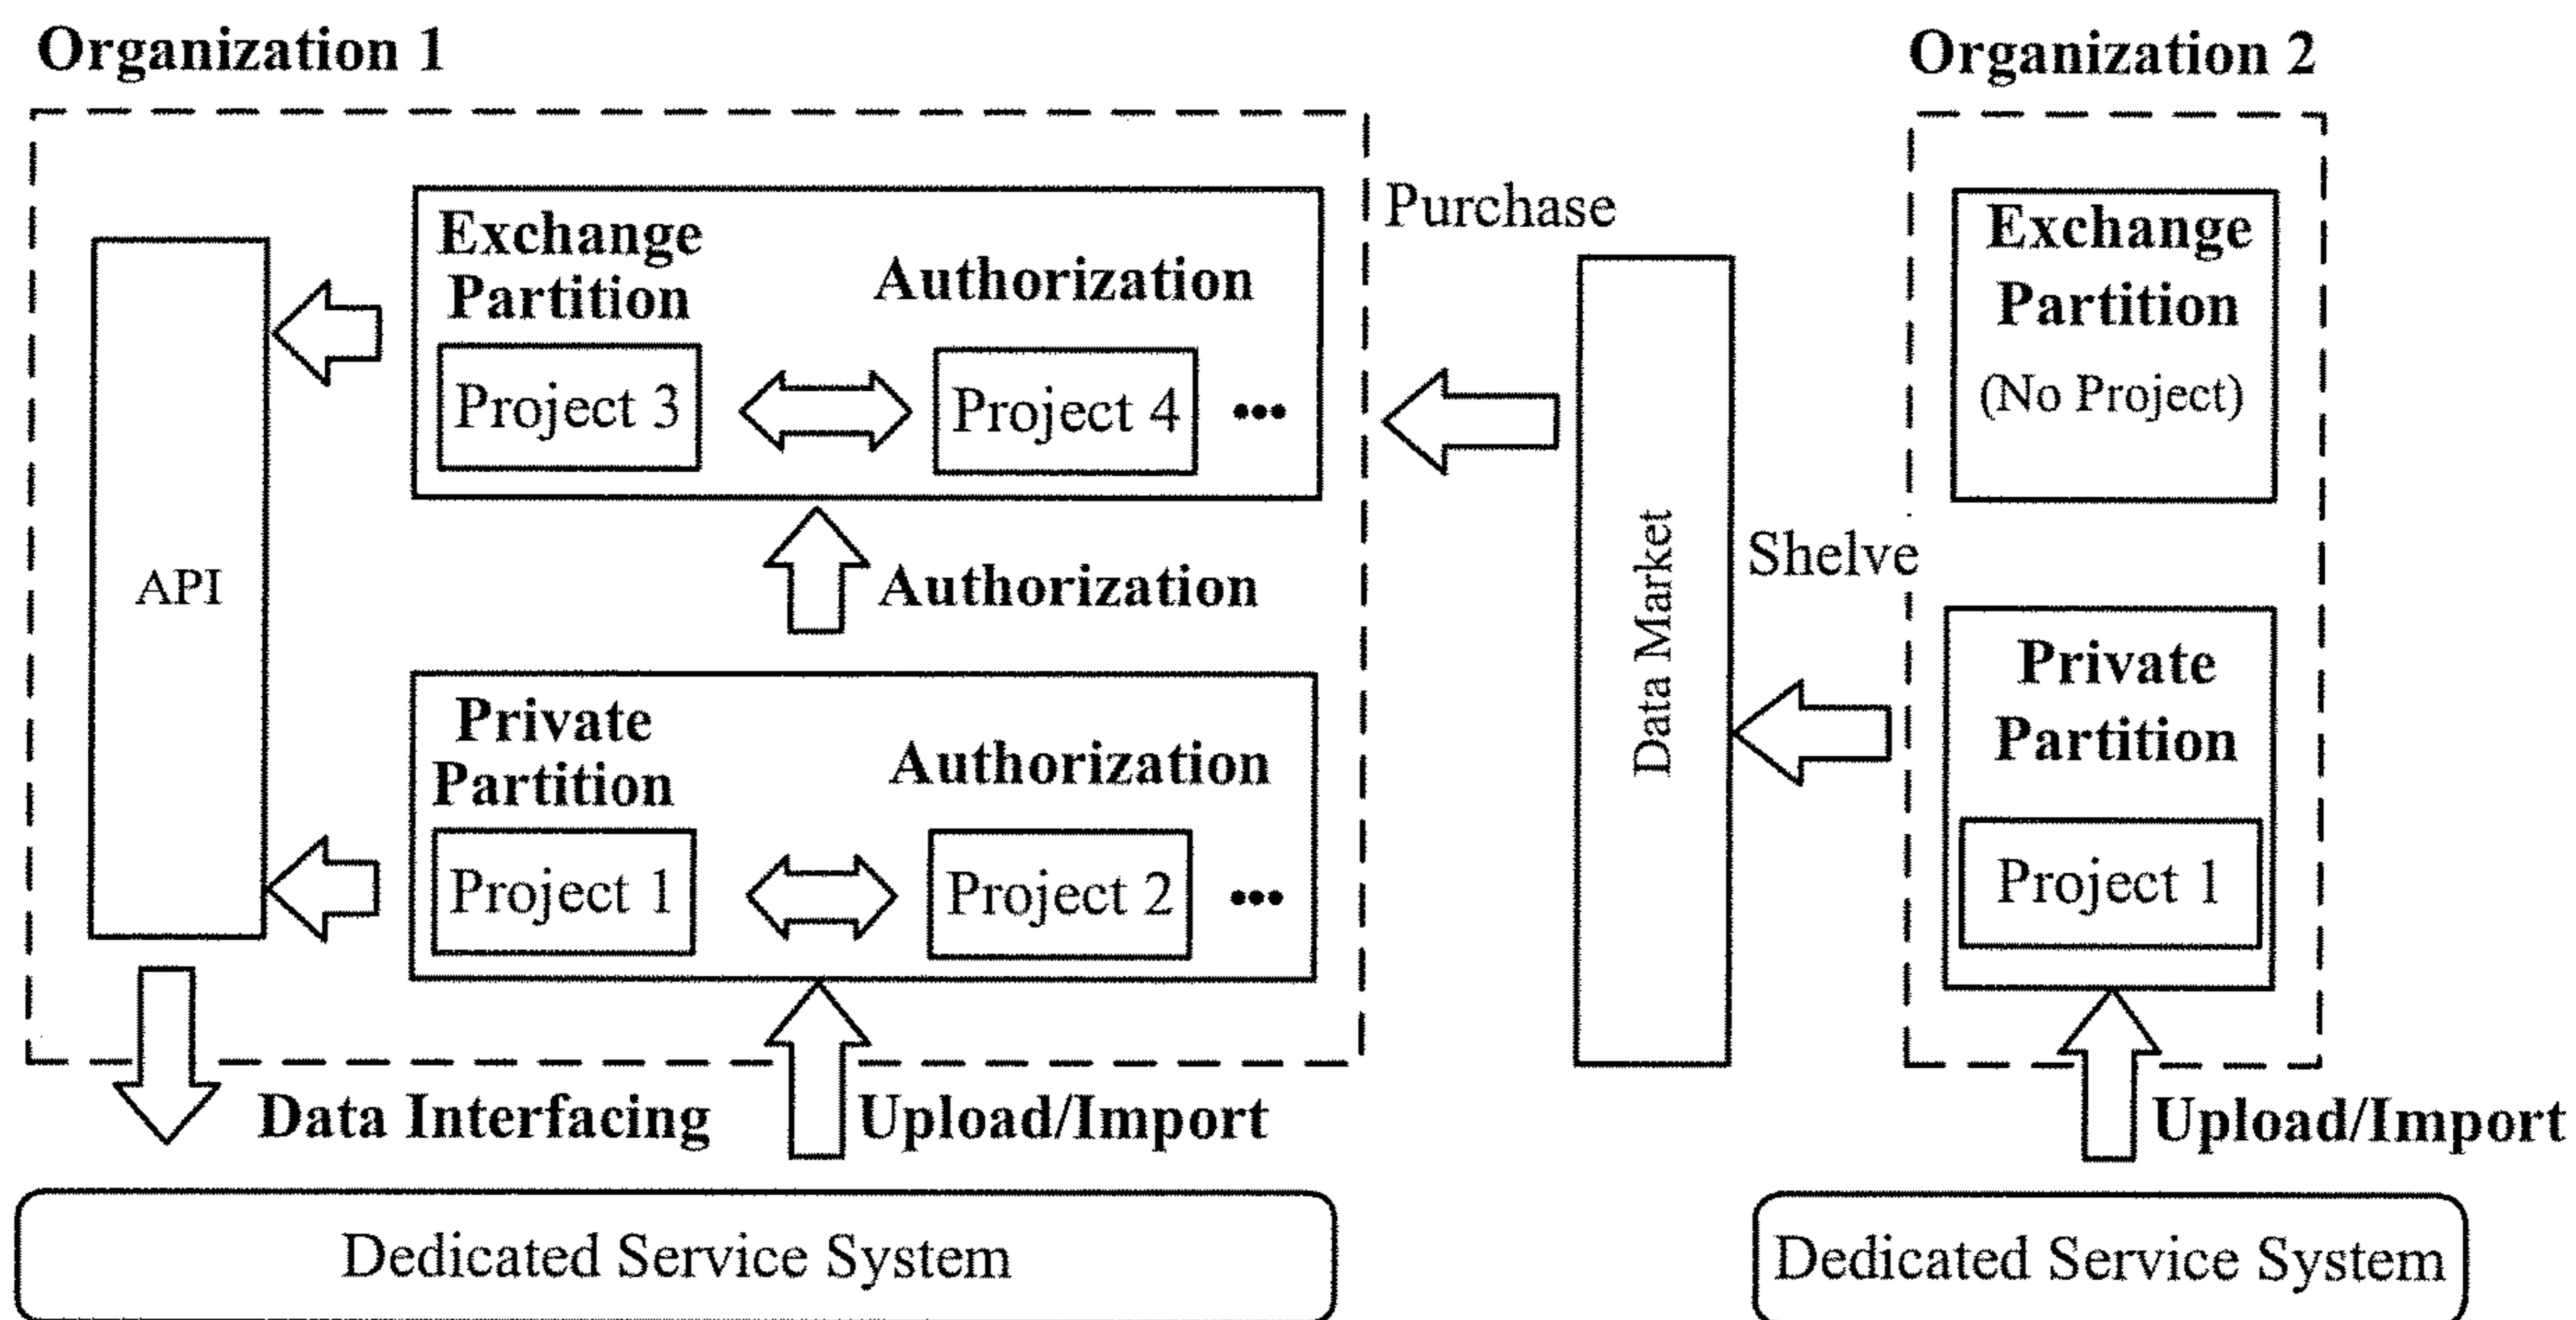 Organization 1
Exchange
Partition
Authorization
Project 3
Project 4
•••
API
Authorization
Private
Partition
Authorization
Project 1
Project 2
•••
Data Interfacing
Upload/Import
Dedicated Service System
Purchase
Data Market
Shelve
Organization 2
Exchange
Partition
(No Project)
Private
Partition
Project 1
Upload/Import
Dedicated Service System